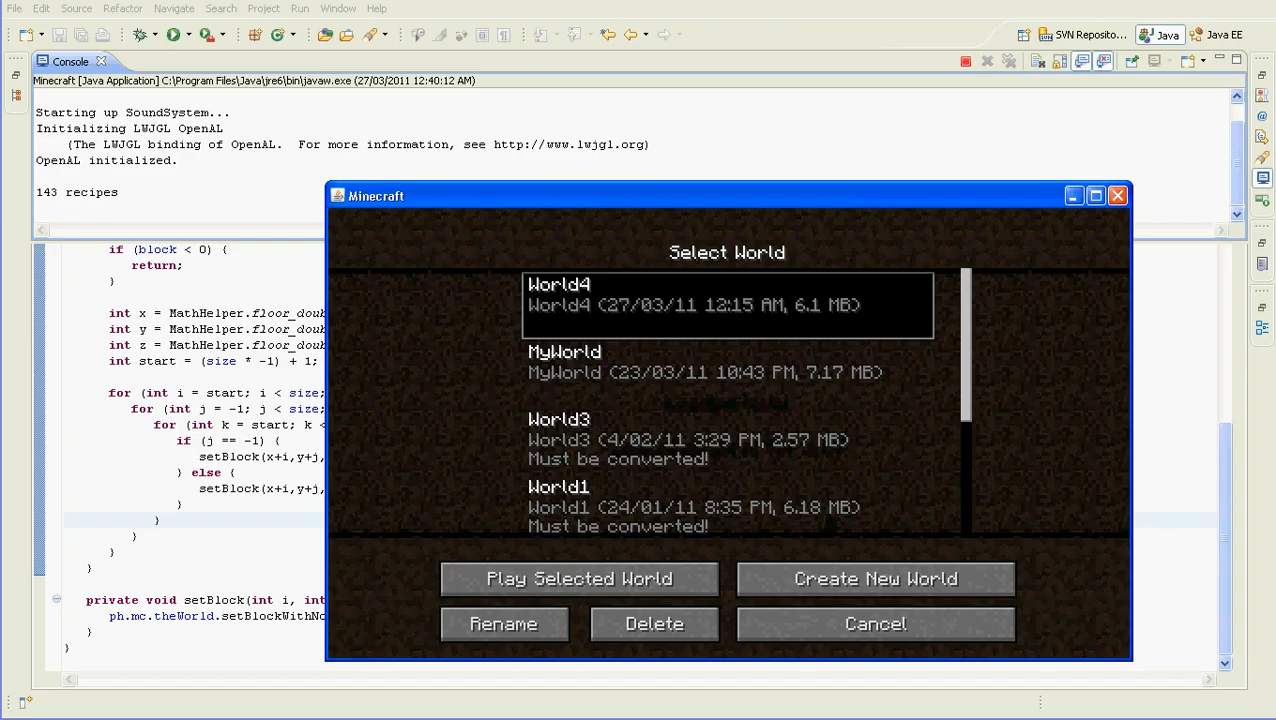 File Edit Source Refactor Navigate Search Project Run Window Help
SVN Reposito... Java Java EE
Console
Minecraft [Java Application] C:\Program Files\Java\jre6\bin\javaw.exe (27/03/2011 12:40:12 AM)
Starting up SoundSystem...
Initializing LWJGL OpenAL
(The LWJGL binding of OpenAL. For more information, see http://www.lwjgl.org)
OpenAL initialized.
143 recipes
Minecraft
Select World
World4
World4 (27/03/11 12:15 AM, 6.1 MB)
MyWorld
MyWorld (23/03/11 10:43 PM, 7.17 MB)
World3
World3 (4/02/11 3:29 PM, 2.57 MB)
Must be converted!
World1
World1 (24/01/11 8:35 PM, 6.18 MB)
Must be converted!
Play Selected World Create New World
Rename Delete Cancel
if (block < 0) {
return;
}
int x = MathHelper.floor_doub
int y = MathHelper.floor_doub
int z = MathHelper.floor_doub
int start = (size * -1) + 1;
for (int i = start; i < size;
for (int j = -1; j < size;
for (int k = start; k <
if (j == -1) {
setBlock(x+i,y+j,
} else {
setBlock(x+i,y+j,
}
}
}
}
}
private void setBlock(int i, int
ph.mc.theWorld.setBlockWithNo
}
}